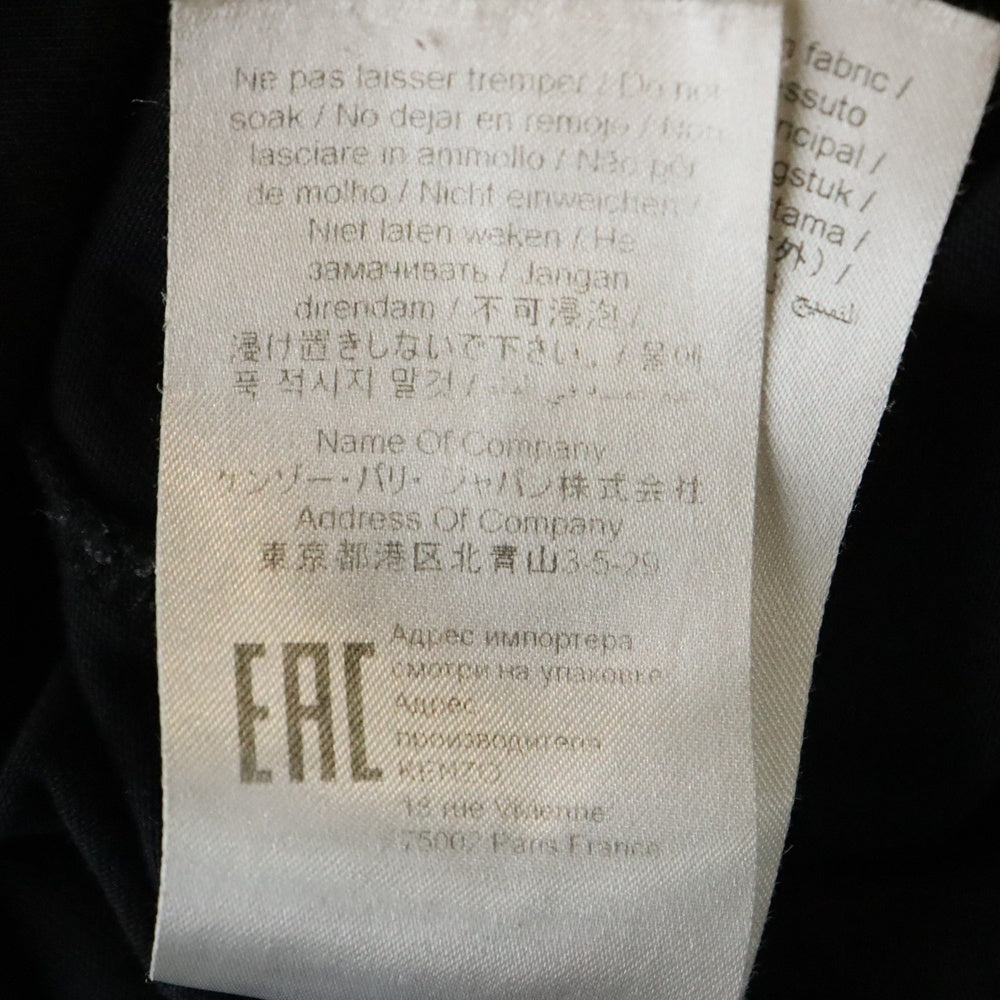 Ne pas laisser tremper / Do not
soak / No dejar en remojo / Non
lasciare in ammollo / Não pôr
de molho / Nicht einweichen /
Niet laten weken / Не
замачивать / Jangan
direndam / 不可浸泡 /
浸け置きしないで下さい。/ 물에
푹 적시지 말것 /
Name Of Company
ケンゾー・パリ・ジャパン株式会社
Address Of Company
東京都港区北青山3-5-29
EAC
Адрес импортера
смотри на упаковке
Адрес
производителя
KENZO
18 rue Vivienne
75002 Paris France
fabric /
ssuto
ncipal /
gstuk /
tama /
外) /
النسيج